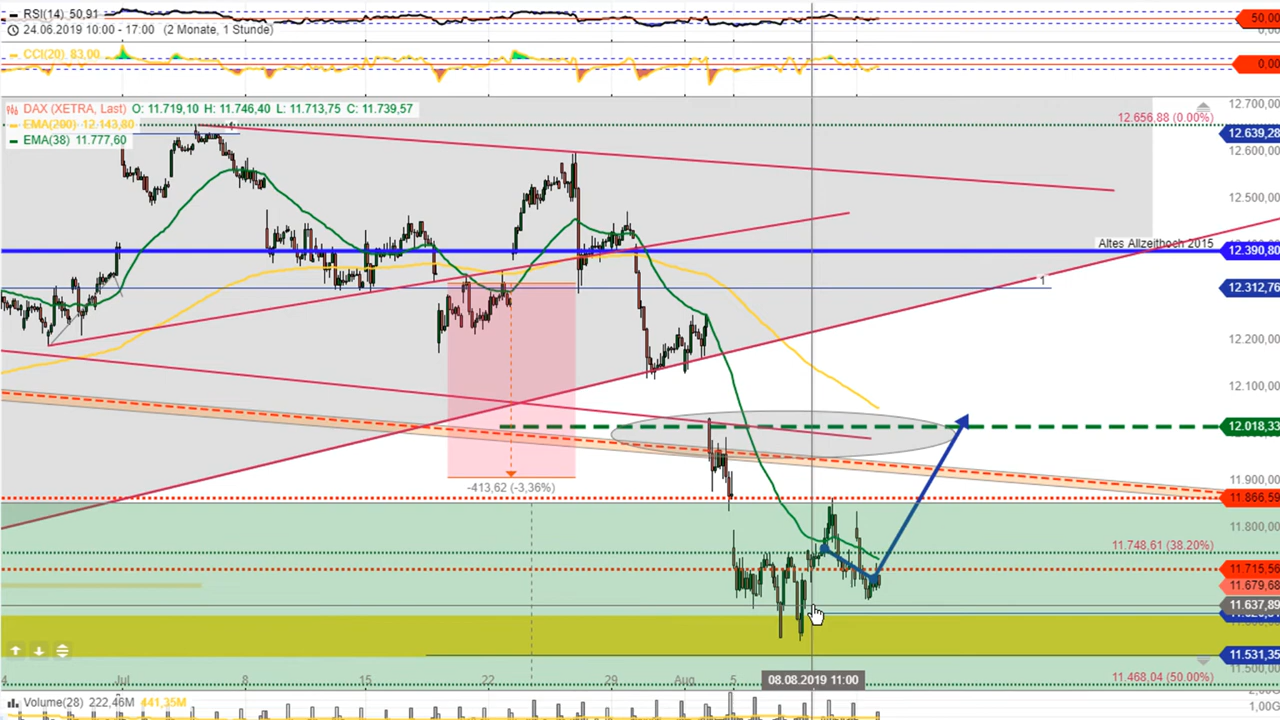 RSI(14) 50,91
50.00
24.06.2019 10:00 - 17:00 (2 Monate, 1 Stunde)
CCI(20) 83,00
0.00
DAX (XETRA, Last) O: 11.719,10 H: 11.746,40 L: 11.713,75 C: 11.739,57
EMA(200) 12.143,80
EMA(38) 11.777,60
12.700,00
12.656,88 (0.00%)
12.639,28
12.600,00
12.500,00
Altes Allzeithoch 2015
12.390,80
1
12.312,76
12.200,00
12.100,00
12.018,33
11.900,00
-413,62 (-3,36%)
11.866,59
11.800,00
11.748,61 (38.20%)
11.715,56
11.679,68
11.637,89
11.531,35
11.468,04 (50.00%)
4 Jul 8 15 22 29 Aug 5 08.08.2019 11:00
Volume(28) 222,46M 441,35M
1,00G